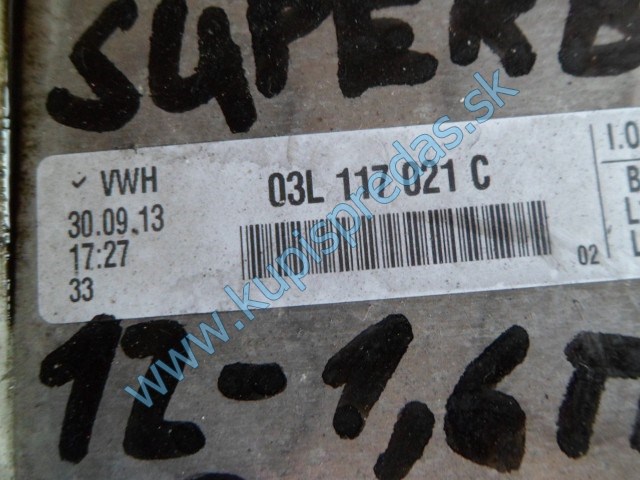 SUPERB
✓ VWH 03L 117 021 C
30.09.13
17:27
33
02
I.O
B
L
L
12-1,6T
www.kupispredas.sk